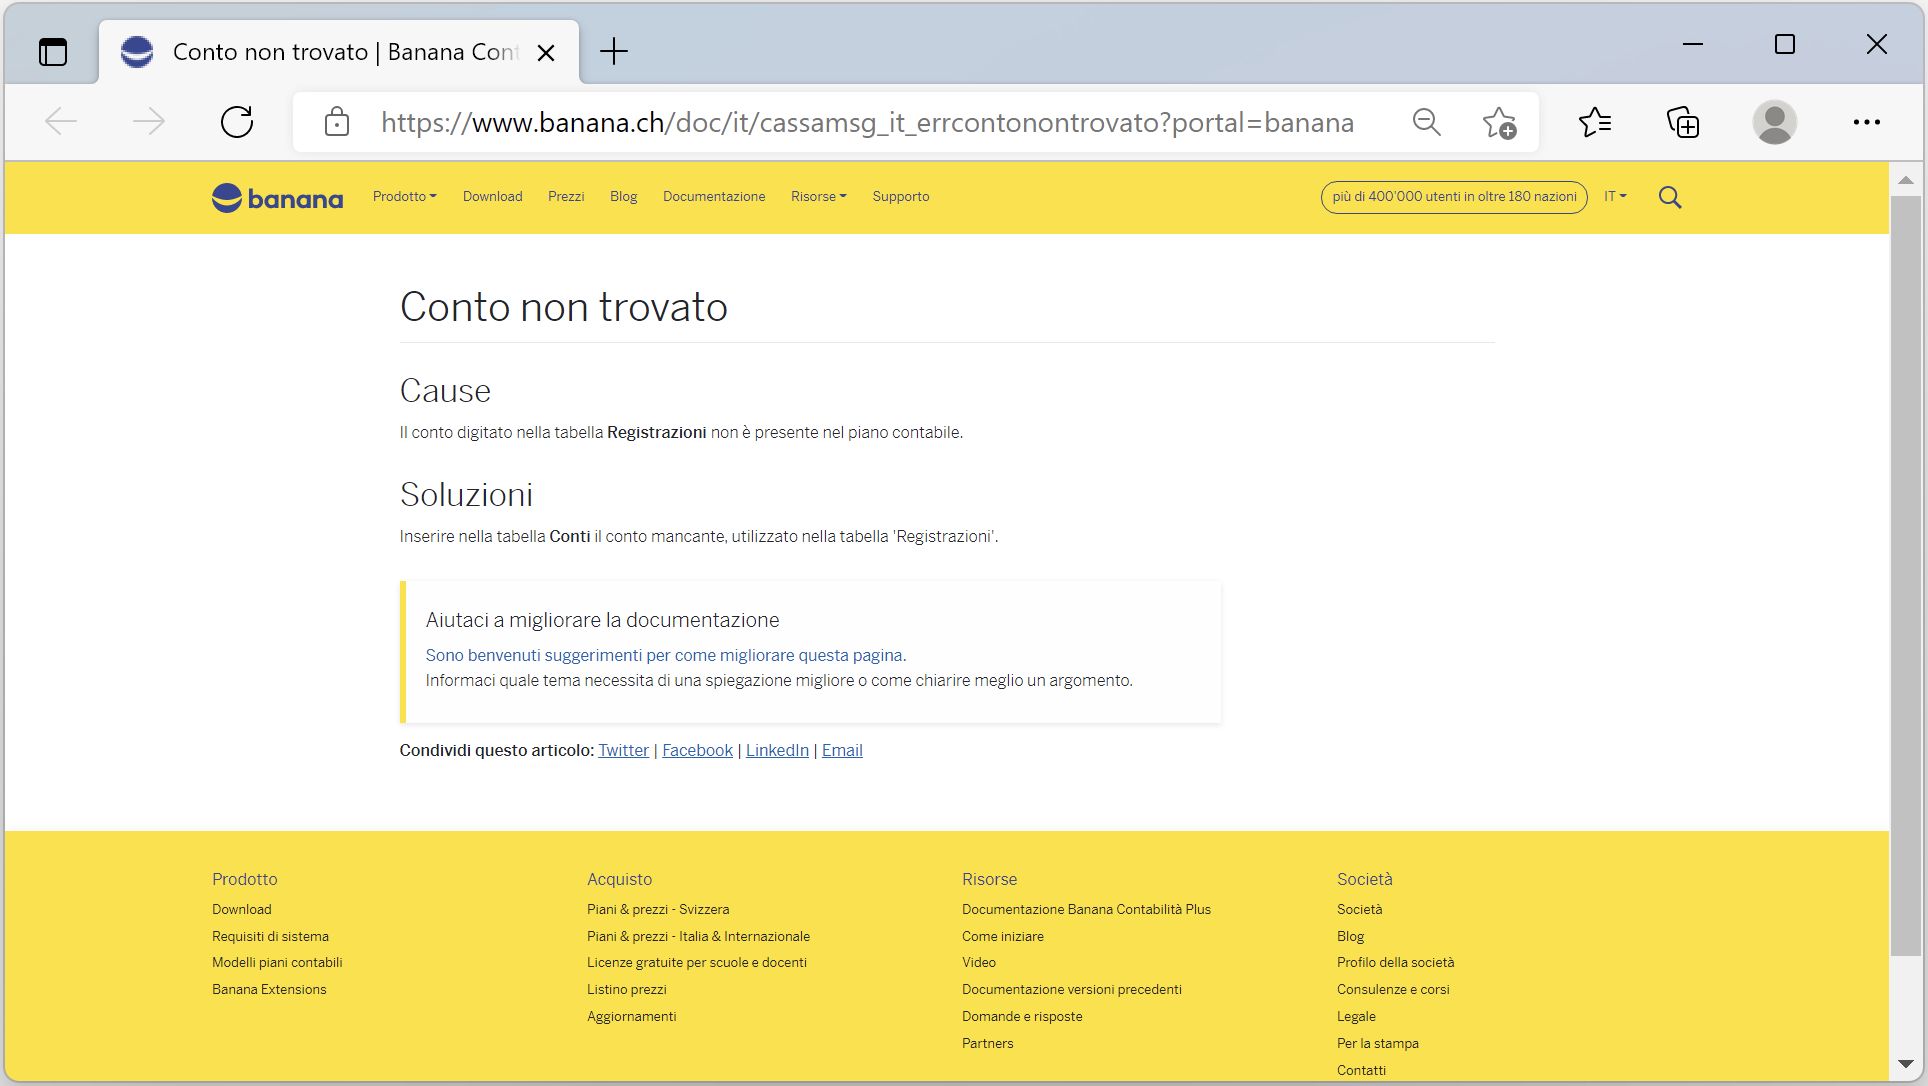 Conto non trovato | Banana Cont
https://www.banana.ch/doc/it/cassamsg_it_errcontonontrovato?portal=banana
banana Prodotto Download Prezzi Blog Documentazione Risorse Supporto più di 400'000 utenti in oltre 180 nazioni IT
Conto non trovato
Cause
Il conto digitato nella tabella Registrazioni non è presente nel piano contabile.
Soluzioni
Inserire nella tabella Conti il conto mancante, utilizzato nella tabella 'Registrazioni'.
Aiutaci a migliorare la documentazione
Sono benvenuti suggerimenti per come migliorare questa pagina.
Informaci quale tema necessita di una spiegazione migliore o come chiarire meglio un argomento.
Condividi questo articolo: Twitter | Facebook | LinkedIn | Email
Prodotto
Download
Requisiti di sistema
Modelli piani contabili
Banana Extensions
Acquisto
Piani & prezzi - Svizzera
Piani & prezzi - Italia & Internazionale
Licenze gratuite per scuole e docenti
Listino prezzi
Aggiornamenti
Risorse
Documentazione Banana Contabilità Plus
Come iniziare
Video
Documentazione versioni precedenti
Domande e risposte
Partners
Società
Società
Blog
Profilo della società
Consulenze e corsi
Legale
Per la stampa
Contatti